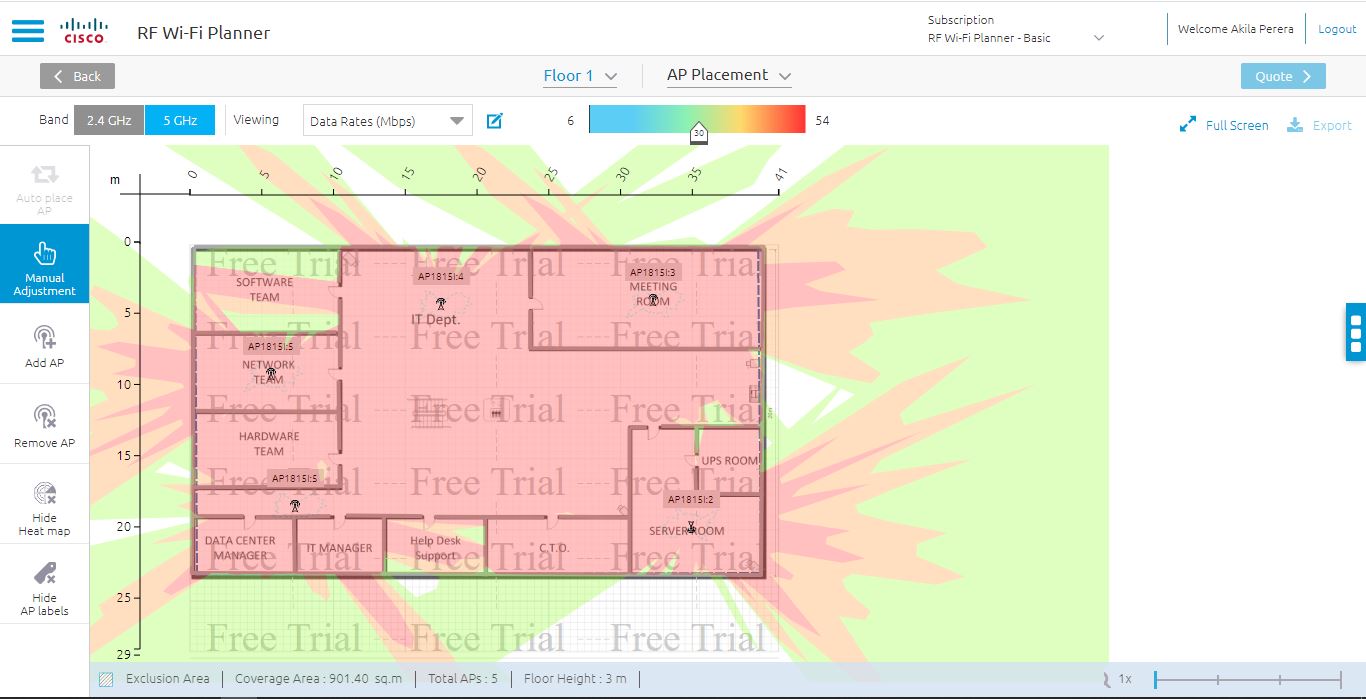 CISCO
RF Wi-Fi Planner
Subscription
RF Wi-Fi Planner - Basic
Welcome Akila Perera
Logout
Back
Floor 1
AP Placement
Quote
Band
2.4 GHz
5 GHz
Viewing
Data Rates (Mbps)
6
30
54
Full Screen
Export
Auto place
AP
Manual
Adjustment
Add AP
Remove AP
Hide
Heat map
Hide
AP labels
m
0 5 10 15 20 25 30 35 41
0
5
10
15
20
25
29
Free Trial Free Trial Free Trial
AP1815I:4
AP1815I:3
SOFTWARE
TEAM
MEETING
ROOM
IT Dept.
Free Trial Free Trial Free Trial
AP1815I:5
NETWORK
TEAM
Free Trial Free Trial Free Trial
HARDWARE
TEAM
UPS ROOM
AP1815I:5
Free Trial Free Trial Free Trial
AP1815I:2
SERVER ROOM
DATA CENTER
MANAGER
IT MANAGER
Help Desk
Support
C.T.O.
Free Trial Free Trial Free Trial
Free Trial Free Trial Free Trial
Exclusion Area
Coverage Area : 901.40 sq.m
Total APs : 5
Floor Height : 3 m
1x